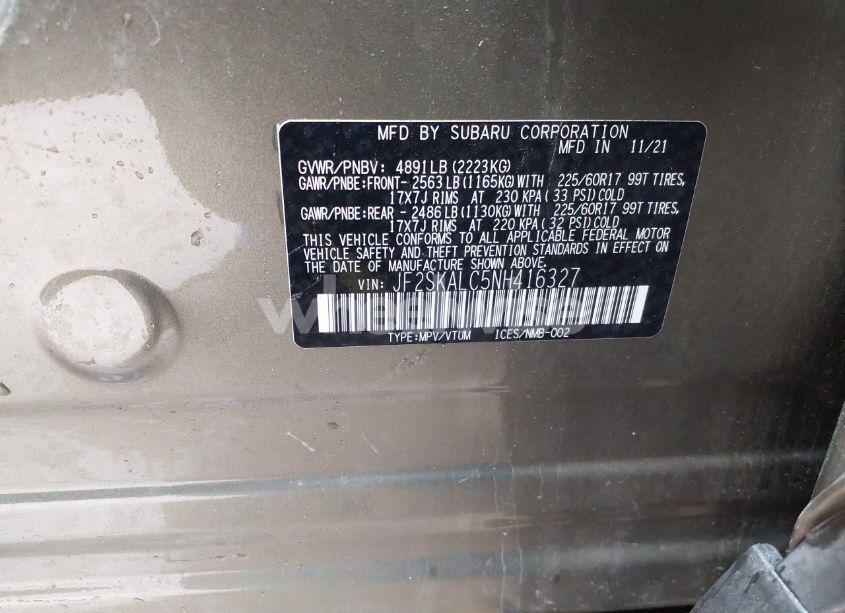 MFD BY SUBARU CORPORATION
MFD IN 11/21
GVWR/PNBV: 4891LB (2223KG)
GAWR/PNBE:FRONT- 2563LB (1165KG)WITH 225/60R17 99T TIRES,
17X7J RIMS AT 230 KPA( 33 PSI)COLD
GAWR/PNBE:REAR - 2486LB(1130KG)WITH 225/60R17 99T TIRES,
17X7J RIMS AT 220 KPA( 32 PSI)COLD
THIS VEHICLE CONFORMS TO ALL APPLICABLE FEDERAL MOTOR
VEHICLE SAFETY AND THEFT PREVENTION STANDARDS IN EFFECT ON
THE DATE OF MANUFACTURE SHOWN ABOVE.
VIN: JF2SKALC5NH416327
TYPE:MPV/VTUM ICES/NMB-002